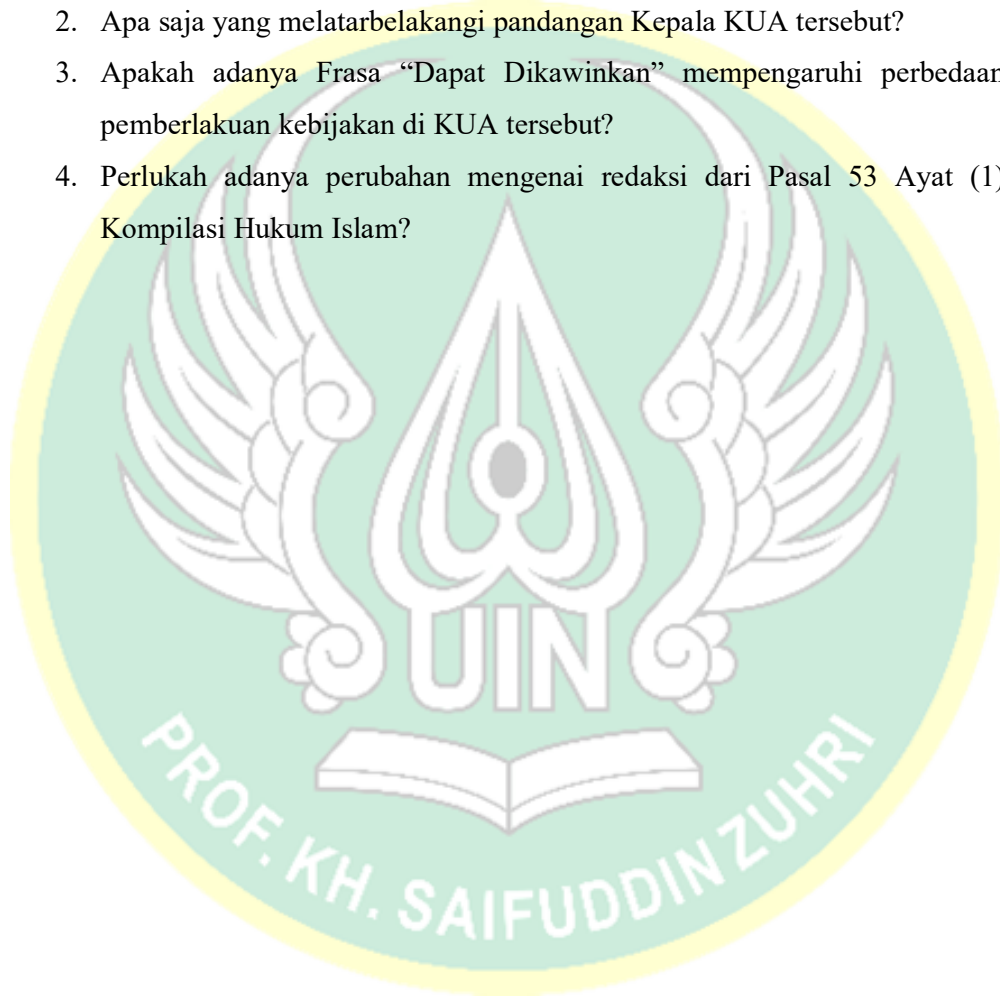 2. Apa saja yang melatarbelakangi pandangan Kepala KUA tersebut?
3. Apakah adanya Frasa “Dapat Dikawinkan” mempengaruhi perbedaan
pemberlakuan kebijakan di KUA tersebut?
4. Perlukah adanya perubahan mengenai redaksi dari Pasal 53 Ayat (1)
Kompilasi Hukum Islam?
UIN
PROF. KH. SAIFUDDIN ZUHRI